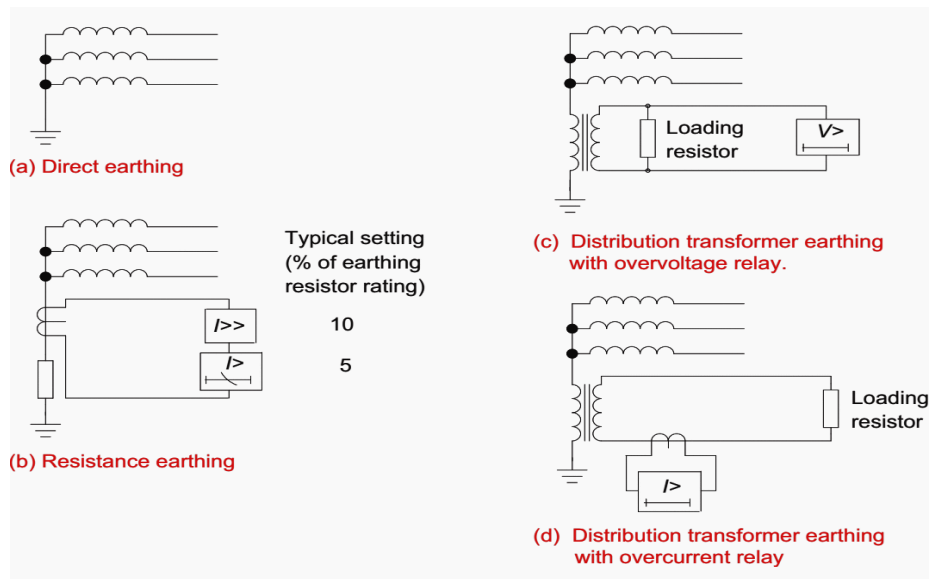 (a) Direct earthing
Typical setting
(% of earthing
resistor rating)
I>>
10
I>
5
(b) Resistance earthing
Loading
resistor
V>
(c) Distribution transformer earthing
with overvoltage relay.
Loading
resistor
I>
(d) Distribution transformer earthing
with overcurrent relay